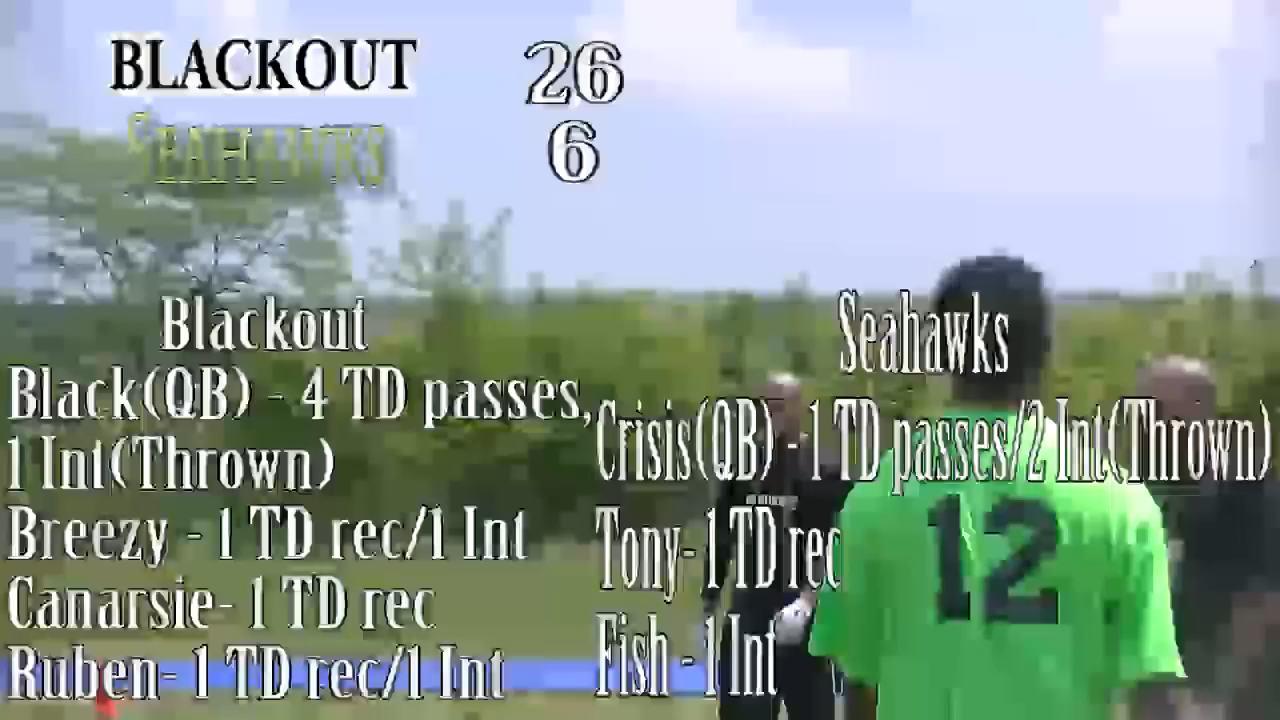 BLACKOUT 26
SEAHAWKS 6
Blackout
Black(QB) - 4 TD passes,
1 Int(Thrown)
Breezy - 1 TD rec/1 Int
Canarsie- 1 TD rec
Ruben- 1 TD rec/1 Int
Seahawks
Crisis(QB) - 1 TD passes/2 Int(Thrown)
Tony- 1 TD rec
Fish - 1 Int
12